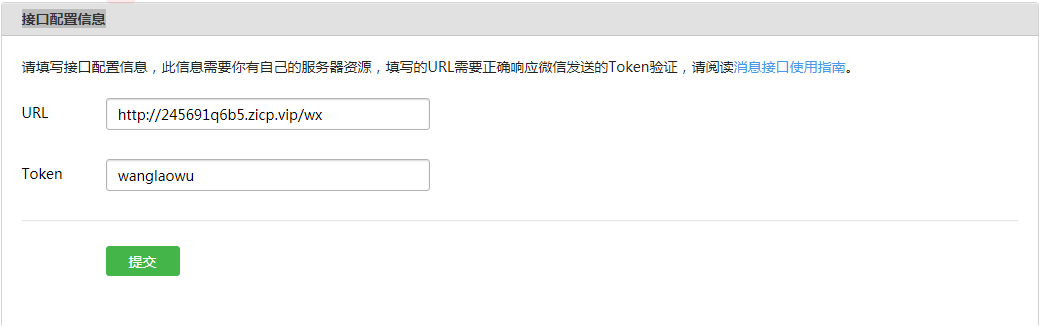 接口配置信息
请填写接口配置信息，此信息需要你有自己的服务器资源，填写的URL需要正确响应微信发送的Token验证，请阅读消息接口使用指南。
URL http://245691q6b5.zicp.vip/wx
Token wanglaowu
提交